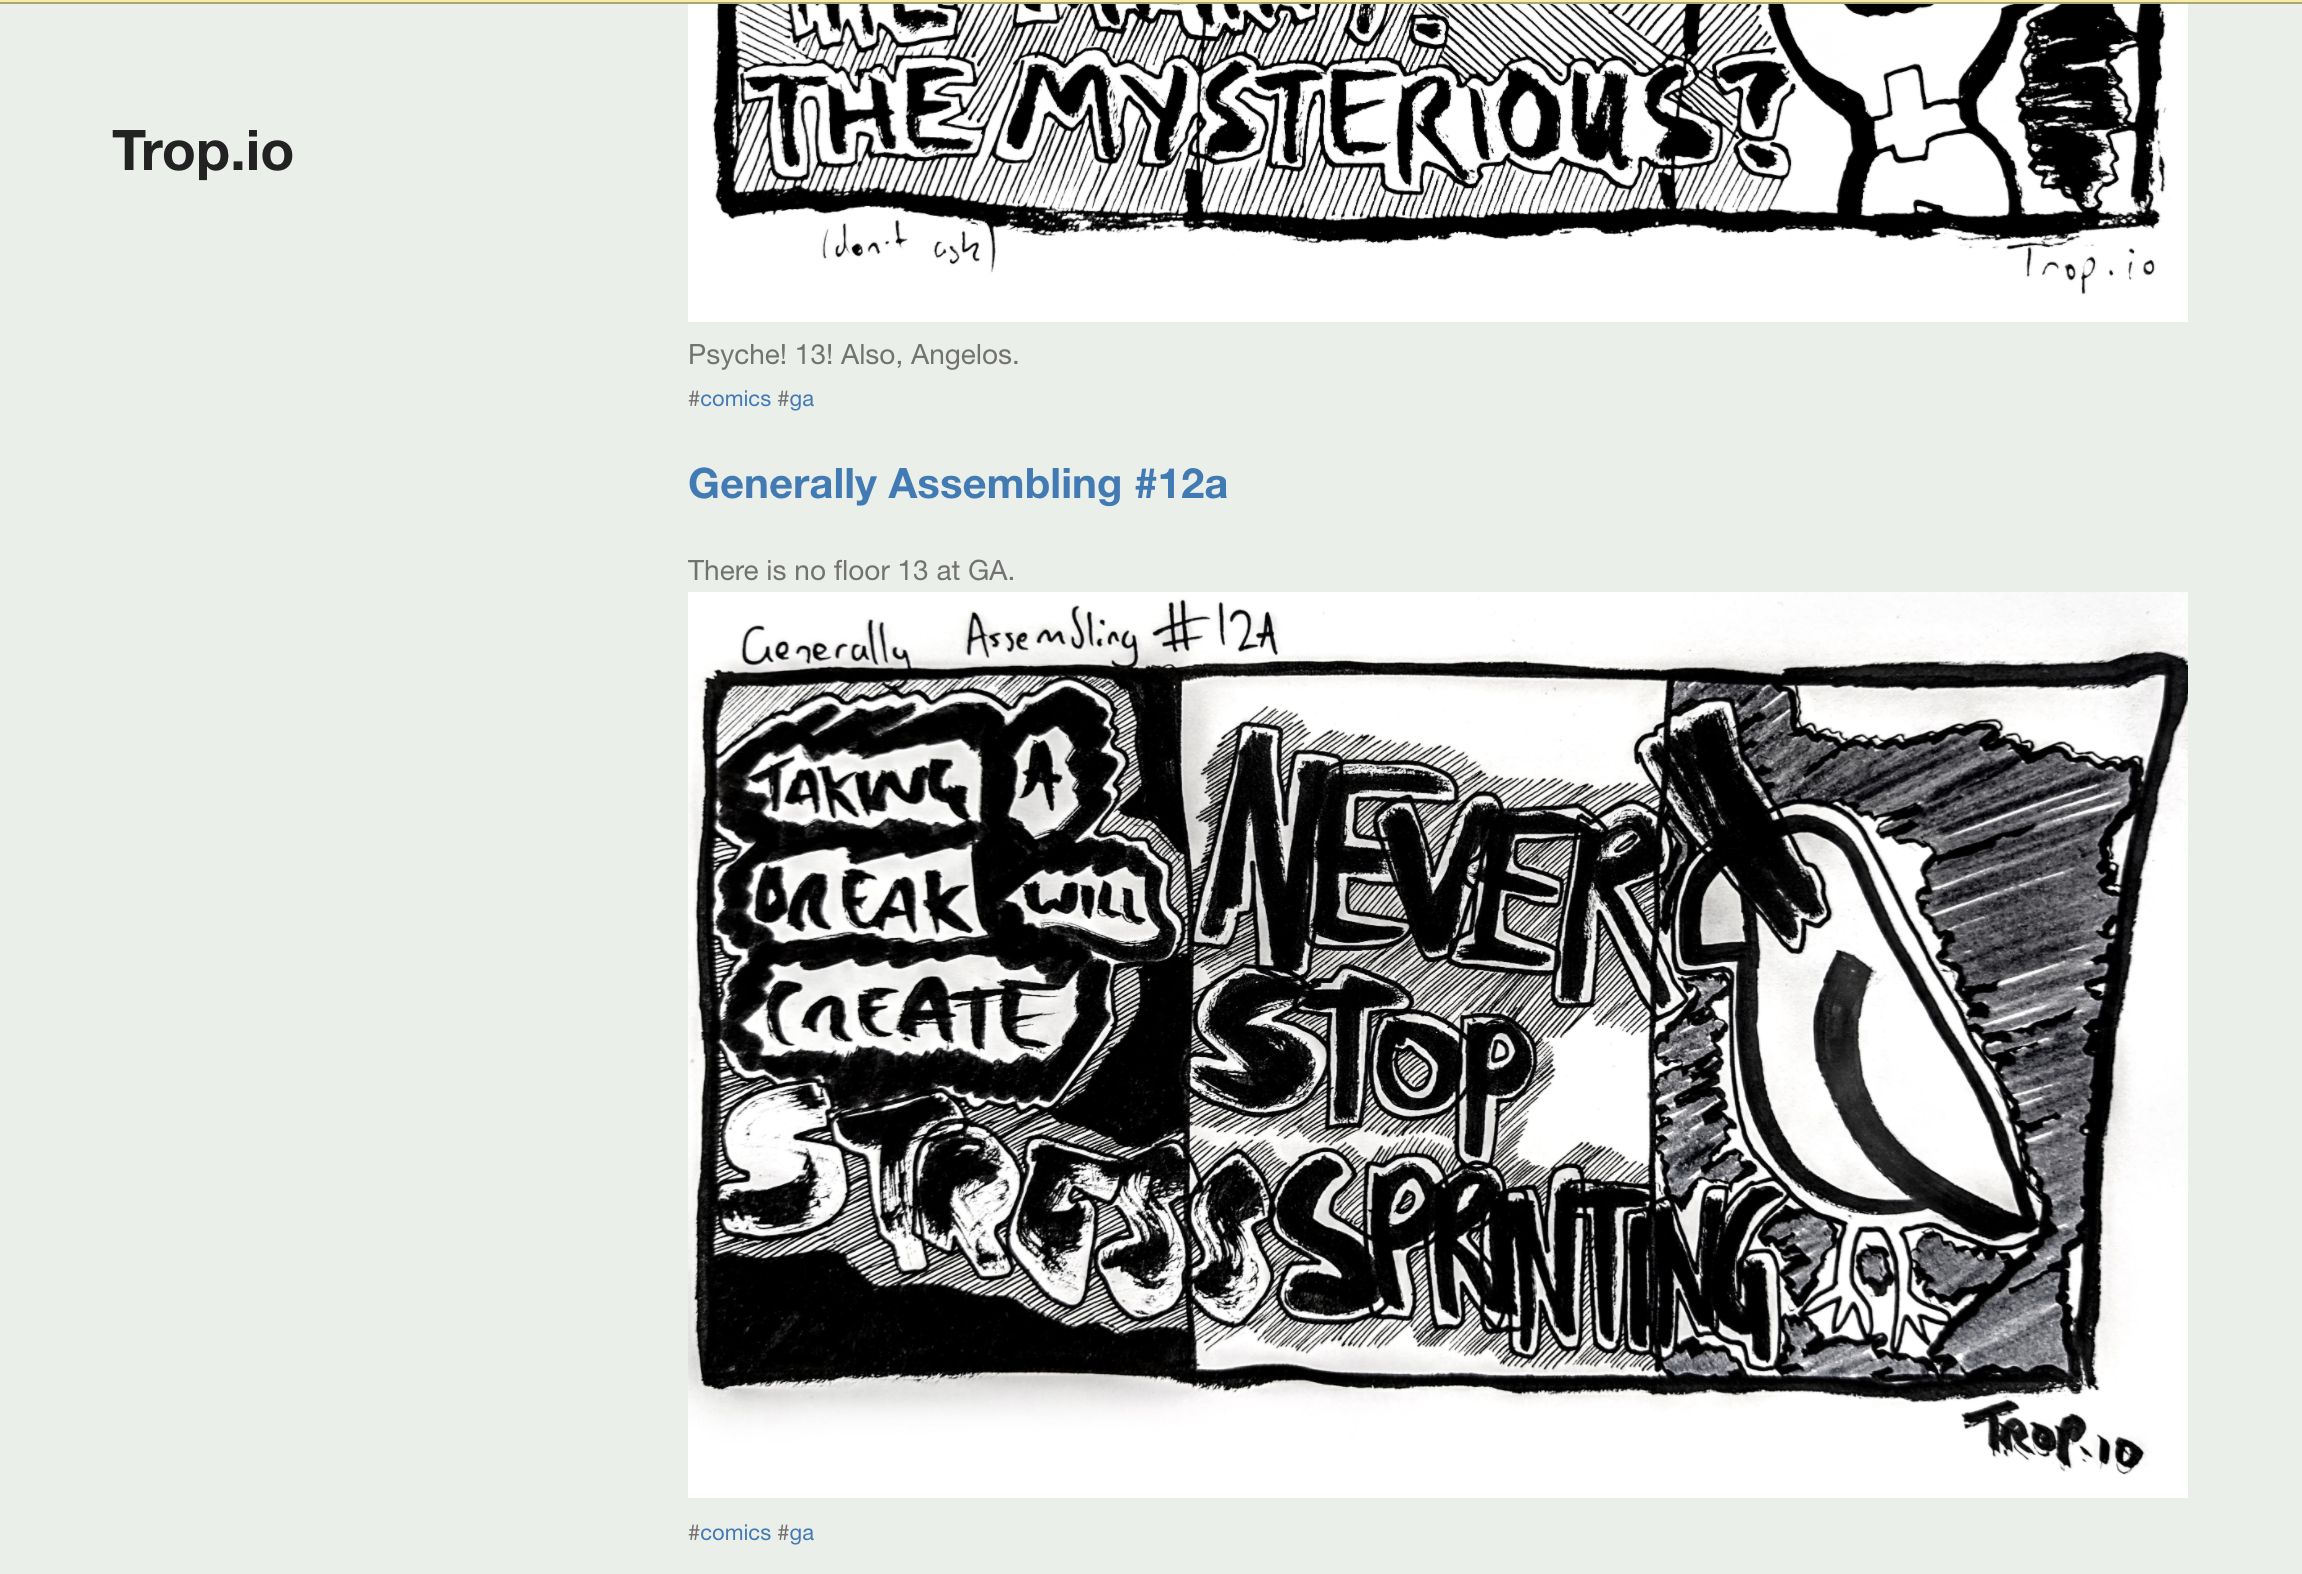 Trop.io
THE MYSTERIOUS?
(don't ask)
Trop.io
Psyche! 13! Also, Angelos.
#comics #ga
Generally Assembling #12a
There is no floor 13 at GA.
Generally Assembling #12A
TAKING A
BREAK WILL
CREATE
STRESS
NEVER
STOP
SPRINTING
TROP.IO
#comics #ga